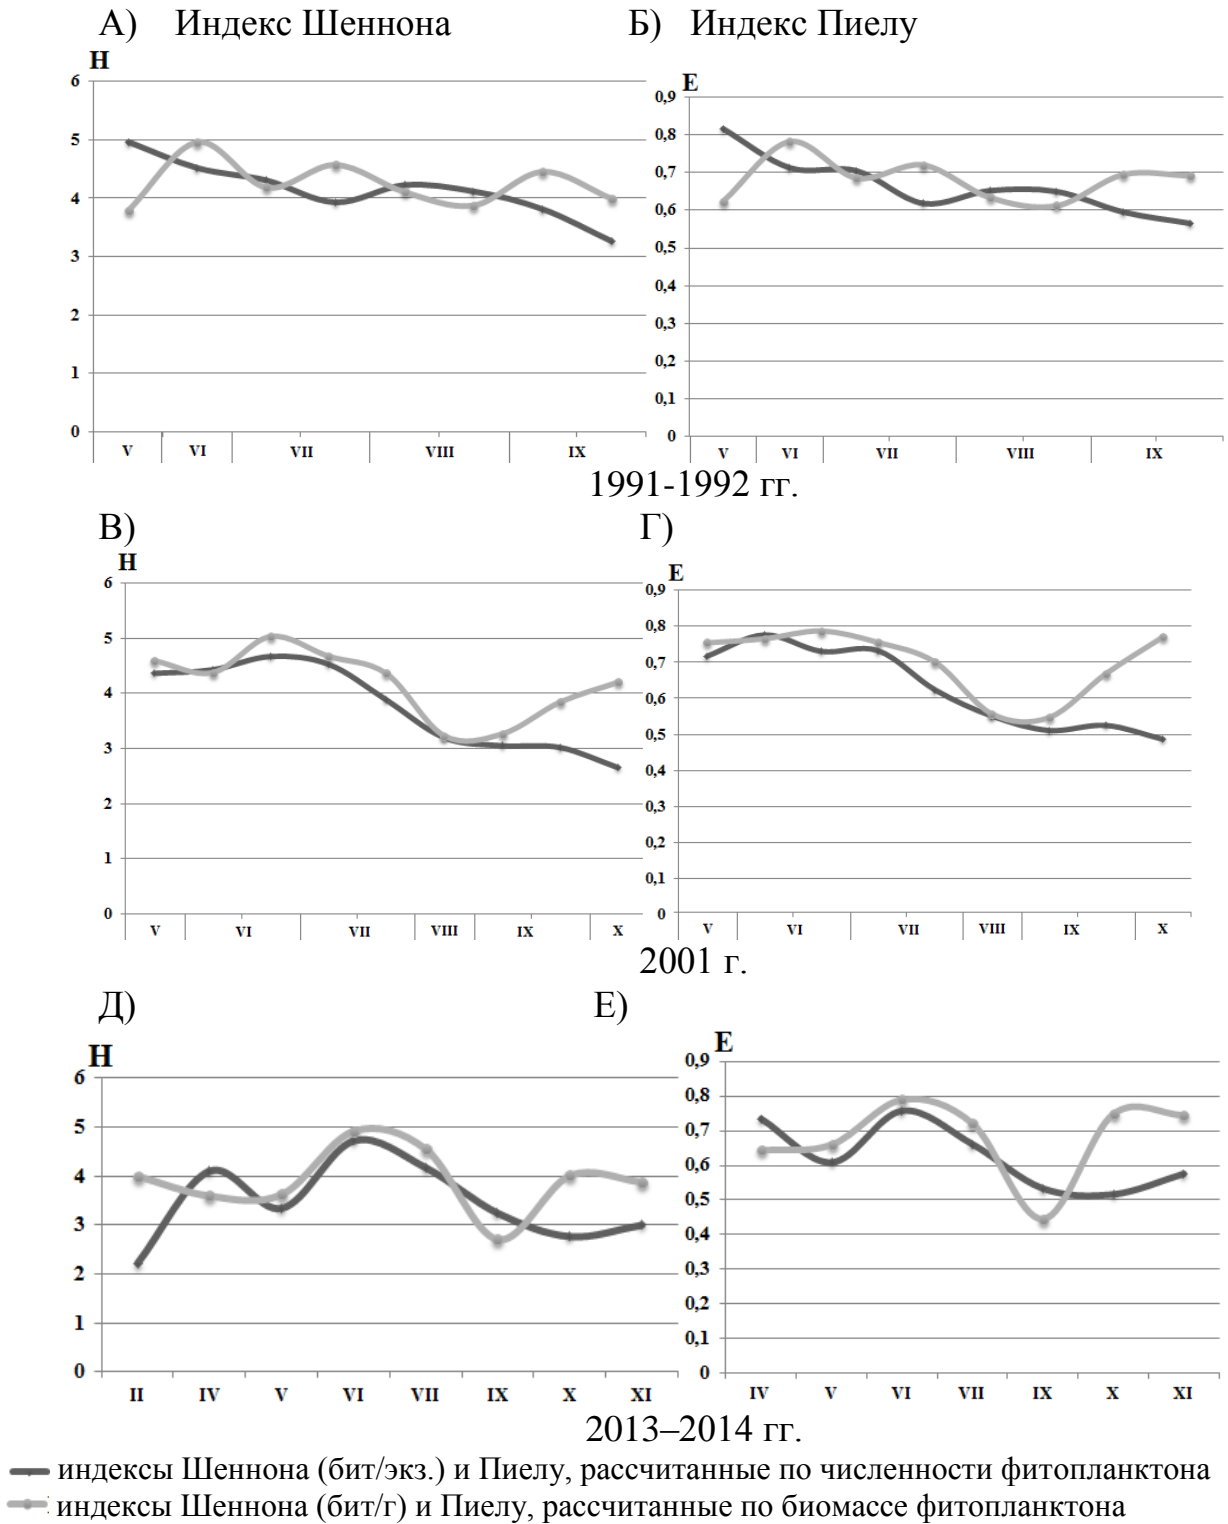 А) Индекс Шеннона
Б) Индекс Пиелу
Н
6
5
4
3
2
1
0
V VI VII VIII IX
Е
0,9
0,8
0,7
0,6
0,5
0,4
0,3
0,2
0,1
0
V VI VII VIII IX
1991-1992 гг.
В)
Г)
Н
6
5
4
3
2
1
0
V VI VII VIII IX X
Е
0,9
0,8
0,7
0,6
0,5
0,4
0,3
0,2
0,1
0
V VI VII VIII IX X
2001 г.
Д)
Е)
Н
6
5
4
3
2
1
0
II IV V VI VII IX X XI
Е
0,9
0,8
0,7
0,6
0,5
0,4
0,3
0,2
0,1
0
IV V VI VII IX X XI
2013–2014 гг.
индексы Шеннона (бит/экз.) и Пиелу, рассчитанные по численности фитопланктона
индексы Шеннона (бит/г) и Пиелу, рассчитанные по биомассе фитопланктона